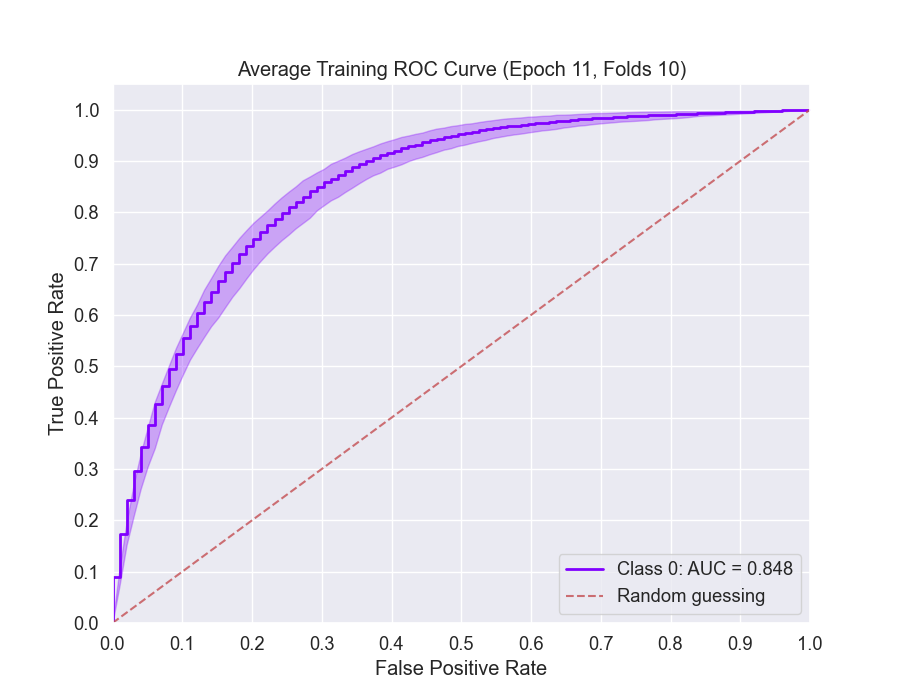 Average Training ROC Curve (Epoch 11, Folds 10)
True Positive Rate
1.0
0.9
0.8
0.7
0.6
0.5
0.4
0.3
0.2
0.1
0.0
Class 0: AUC = 0.848
Random guessing
0.0 0.1 0.2 0.3 0.4 0.5 0.6 0.7 0.8 0.9 1.0
False Positive Rate